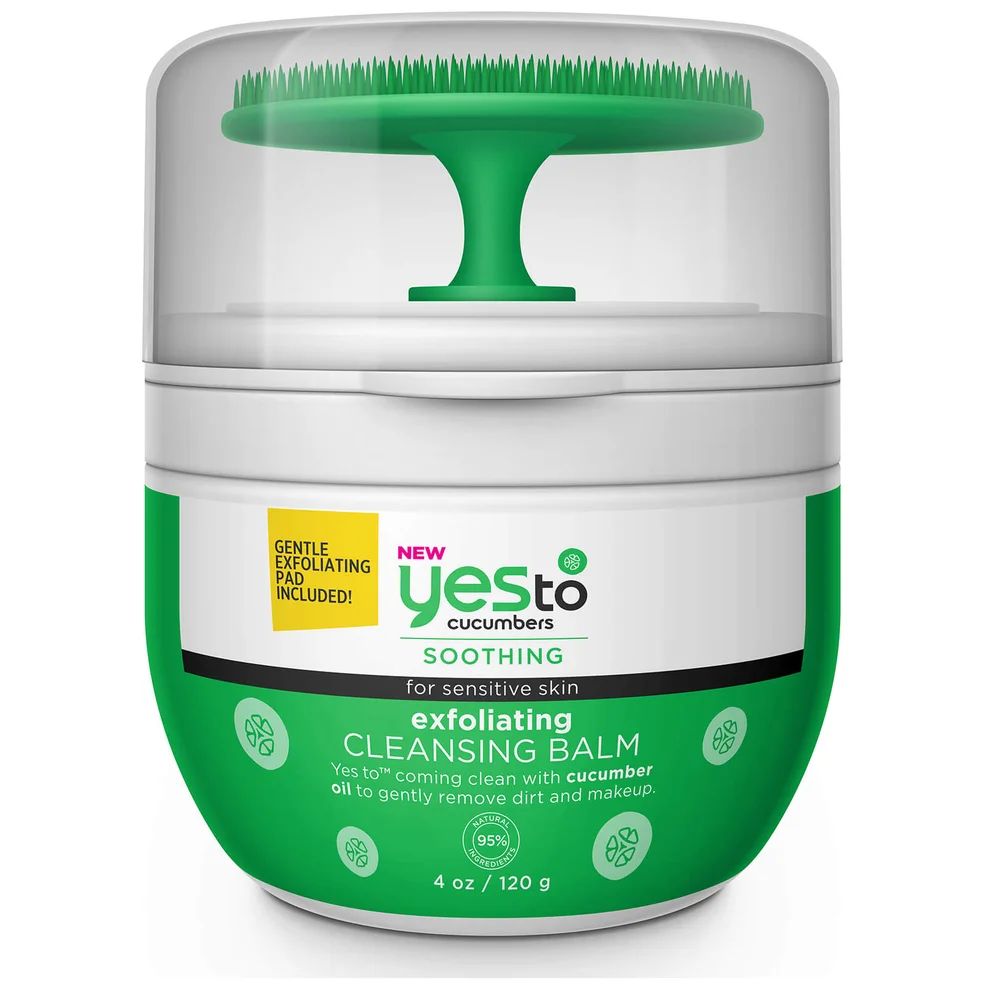 GENTLE
EXFOLIATING
PAD
INCLUDED!
NEW
yes to
cucumbers
SOOTHING
for sensitive skin
exfoliating
CLEANSING BALM
Yes to™ coming clean with cucumber
oil to gently remove dirt and makeup.
NATURAL
95%
INGREDIENTS
4 oz / 120 g